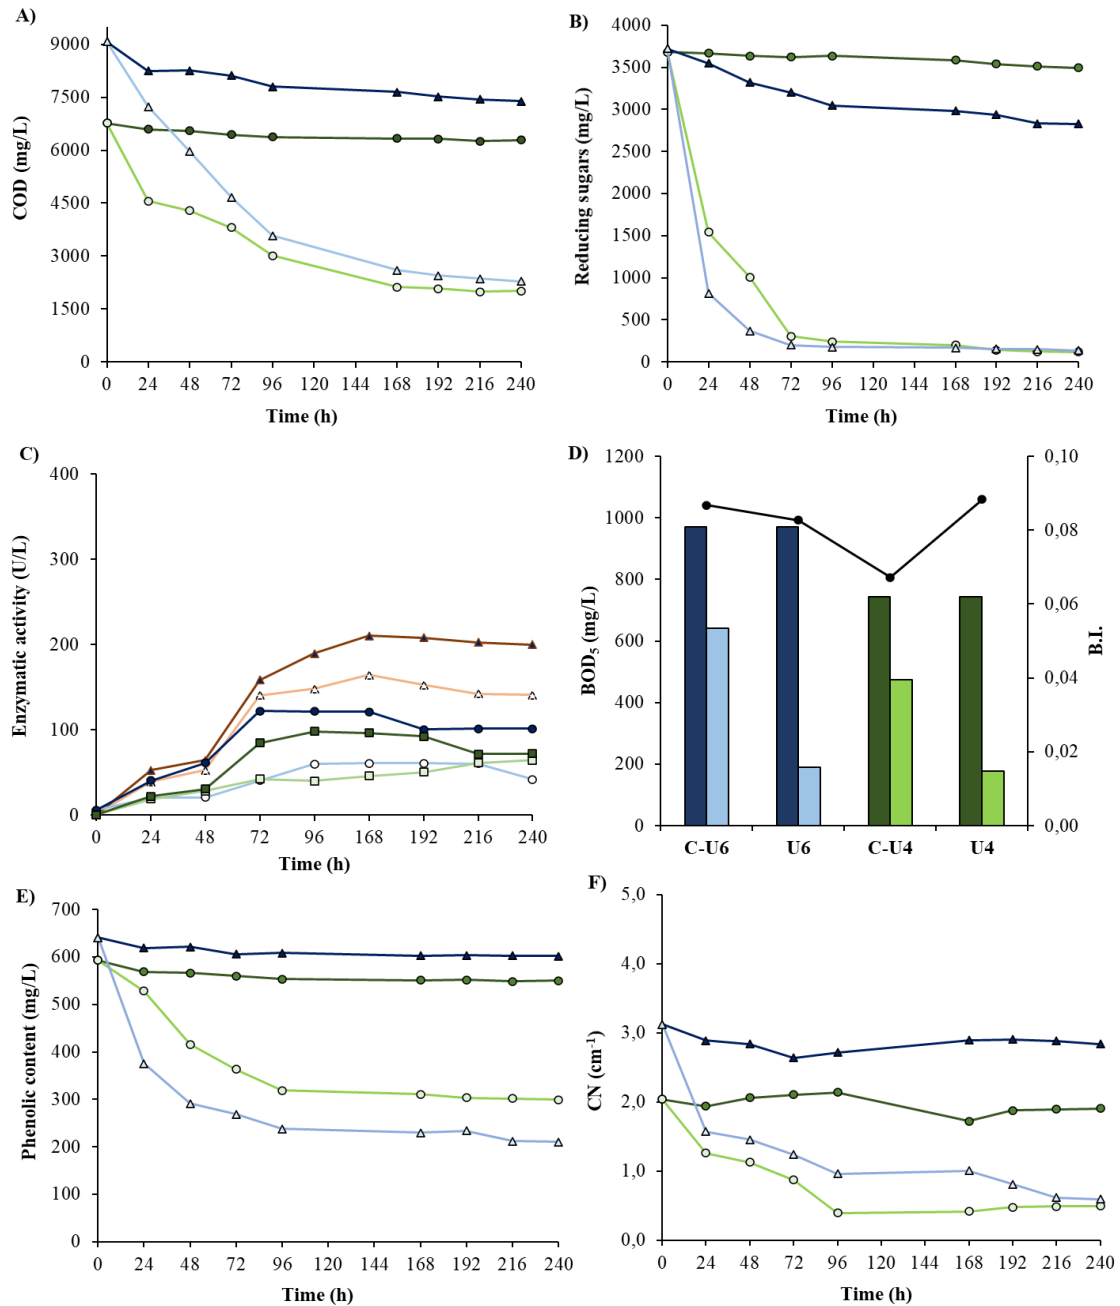 A)
9000
7500
6000
4500
3000
1500
0
COD (mg/L)
0 24 48 72 96 120 144 168 192 216 240
Time (h)
B)
4000
3500
3000
2500
2000
1500
1000
500
0
Reducing sugars (mg/L)
0 24 48 72 96 120 144 168 192 216 240
Time (h)
C)
400
300
200
100
0
Enzymatic activity (U/L)
0 24 48 72 96 168 192 216 240
Time (h)
D)
1200
1000
800
600
400
200
0
BOD₅ (mg/L)
0,10
0,08
0,06
0,04
0,02
0,00
B.I.
C-U6 U6 C-U4 U4
E)
700
600
500
400
300
200
100
0
Phenolic content (mg/L)
0 24 48 72 96 120 144 168 192 216 240
Time (h)
F)
5,0
4,0
3,0
2,0
1,0
0,0
CN (cm⁻¹)
0 24 48 72 96 120 144 168 192 216 240
Time (h)